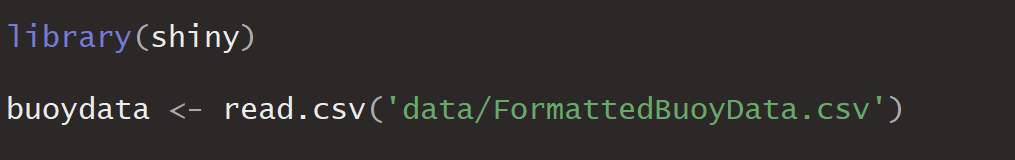 library(shiny)
buoydata <- read.csv('data/FormattedBuoyData.csv')